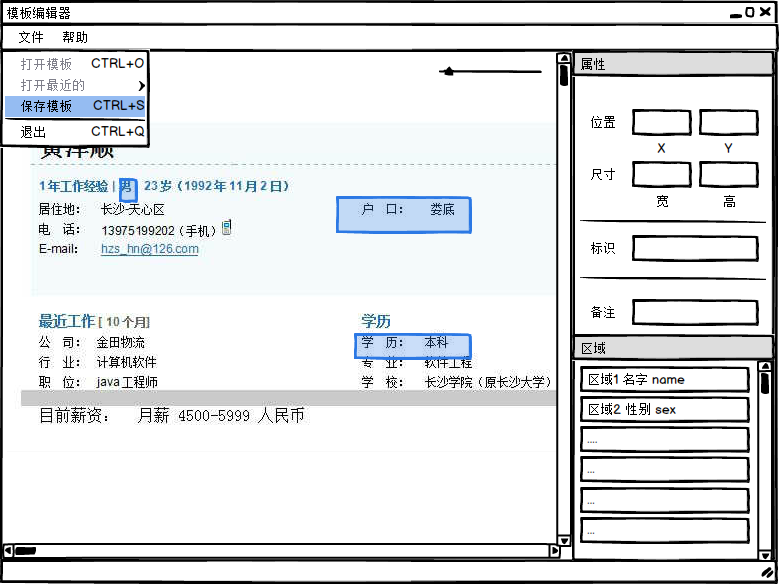 模板编辑器
文件 帮助
打开模板 CTRL+O
打开最近的
保存模板 CTRL+S
退出 CTRL+Q
1年工作经验 | 男 23岁（1992年11月2日）
居住地： 长沙-天心区
户 口： 娄底
电 话： 13975199202（手机）
E-mail: hzs_hn@126.com
最近工作 [ 10个月]
公 司： 金田物流
行 业： 计算机软件
职 位： java工程师
学历
学 历： 本科
专 业： 软件工程
学 校： 长沙学院（原长沙大学）
目前薪资： 月薪 4500-5999 人民币
属性
位置
X Y
尺寸
宽 高
标识
备注
区域
区域1 名字 name
区域2 性别 sex
....
...
...
...